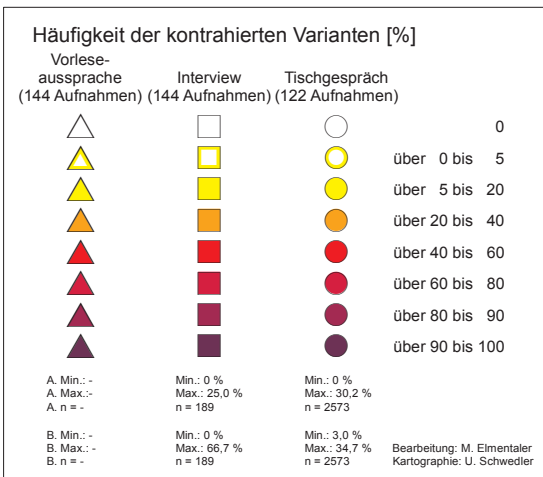 Häufigkeit der kontrahierten Varianten [%]
Vorlese-
aussprache Interview Tischgespräch
(144 Aufnahmen) (144 Aufnahmen) (122 Aufnahmen)
0
über 0 bis 5
über 5 bis 20
über 20 bis 40
über 40 bis 60
über 60 bis 80
über 80 bis 90
über 90 bis 100
A. Min.: - Min.: 0 % Min.: 0 %
A. Max.:- Max.: 25,0 % Max.: 30,2 %
A. n = - n = 189 n = 2573
B. Min.: - Min.: 0 % Min.: 3,0 %
B. Max.:- Max.: 66,7 % Max.: 34,7 % Bearbeitung: M. Elmentaler
B. n = - n = 189 n = 2573 Kartographie: U. Schwedler